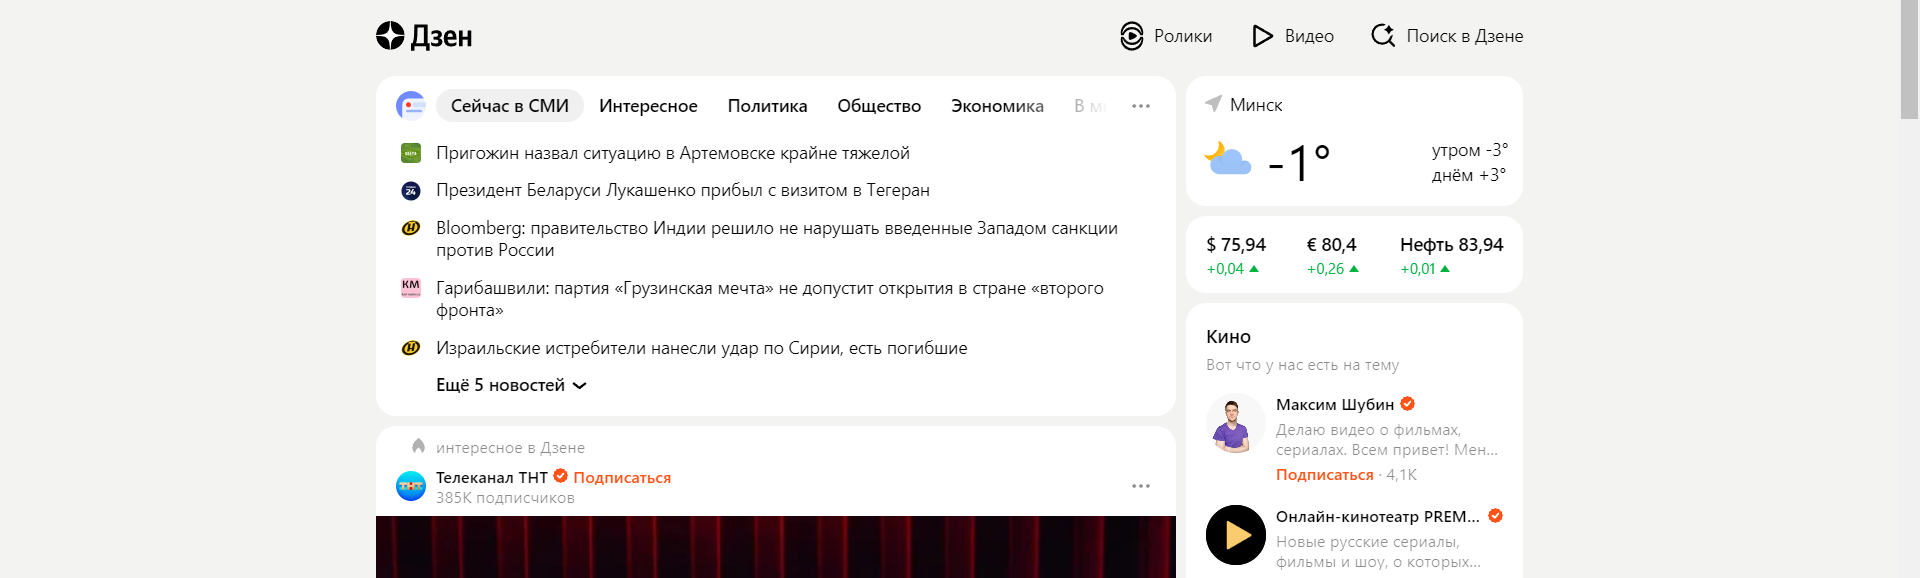 Дзен
Ролики
Видео
Поиск в Дзене
Сейчас в СМИ
Интересное
Политика
Общество
Экономика
Пригожин назвал ситуацию в Артемовске крайне тяжелой
24
Президент Беларуси Лукашенко прибыл с визитом в Тегеран
Bloomberg: правительство Индии решило не нарушать введенные Западом санкции
против России
КМ
Гарибашвили: партия «Грузинская мечта» не допустит открытия в стране «второго
фронта»
Израильские истребители нанесли удар по Сирии, есть погибшие
Ещё 5 новостей
интересное в Дзене
Телеканал ТНТ Подписаться
385K подписчиков
Минск
-1°
утром -3°
днём +3°
$ 75,94 € 80,4 Нефть 83,94
+0,04 +0,26 +0,01
Кино
Вот что у нас есть на тему
Максим Шубин
Делаю видео о фильмах,
сериалах. Всем привет! Мен...
Подписаться · 4,1K
Онлайн-кинотеатр PREM...
Новые русские сериалы,
фильмы и шоу, о которых...